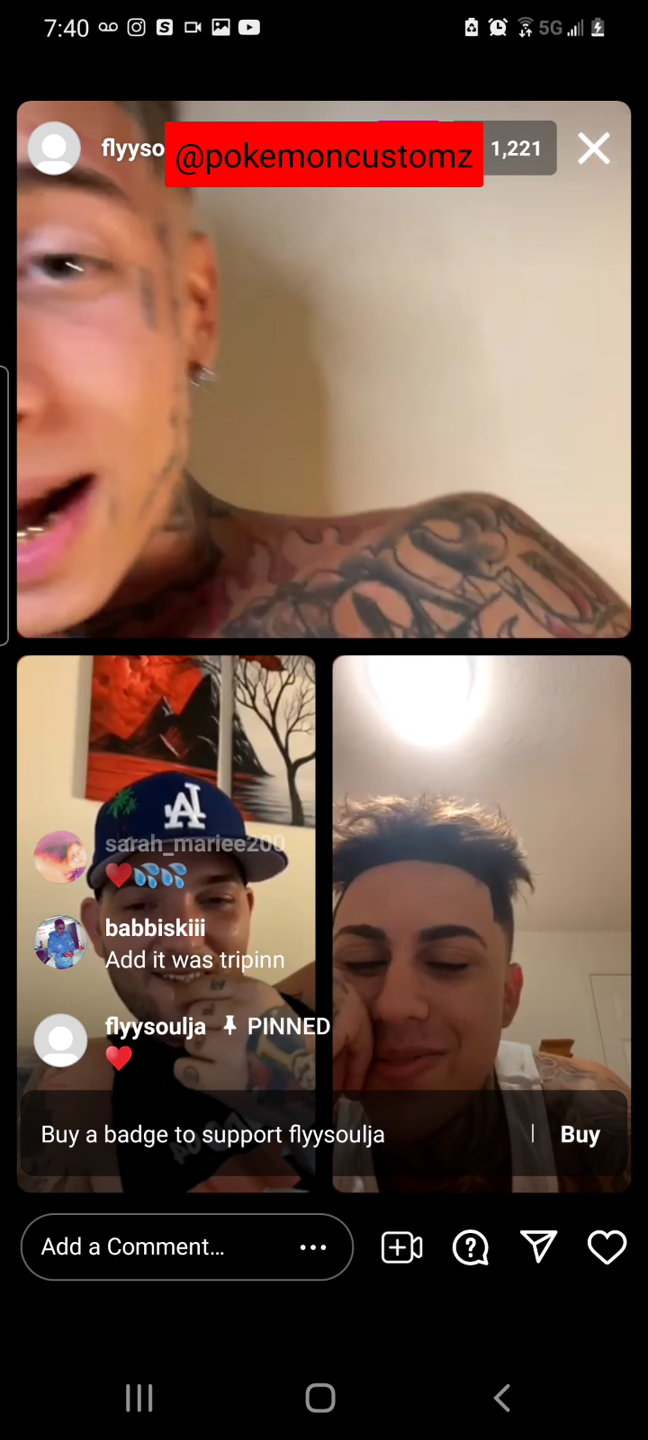 7:40
S
5G
flyyso
@pokemoncustomz
1,221
LA
sarah_mariee200
babbiskiii
Add it was tripinn
flyysoulja PINNED
Buy a badge to support flyysoulja | Buy
Add a Comment...